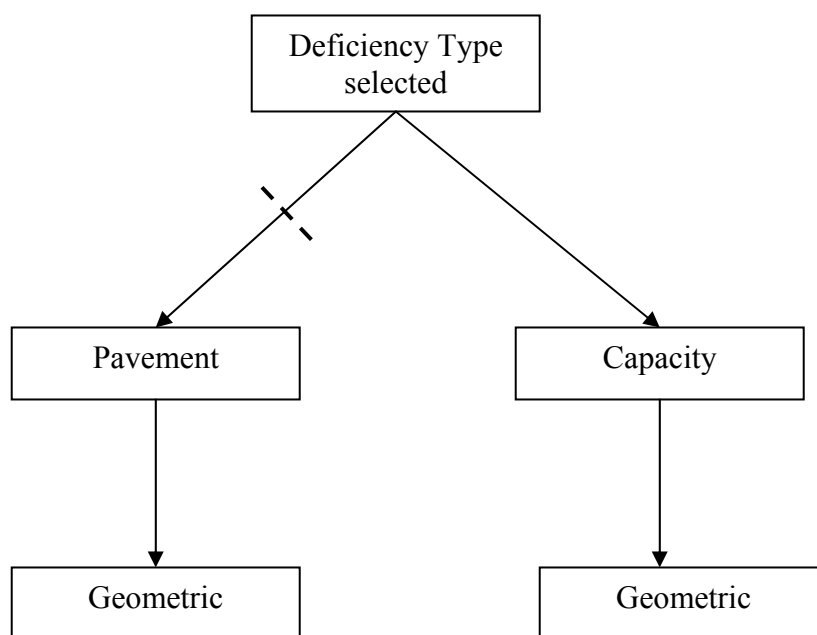 Deficiency Type
selected
Pavement
Capacity
Geometric
Geometric